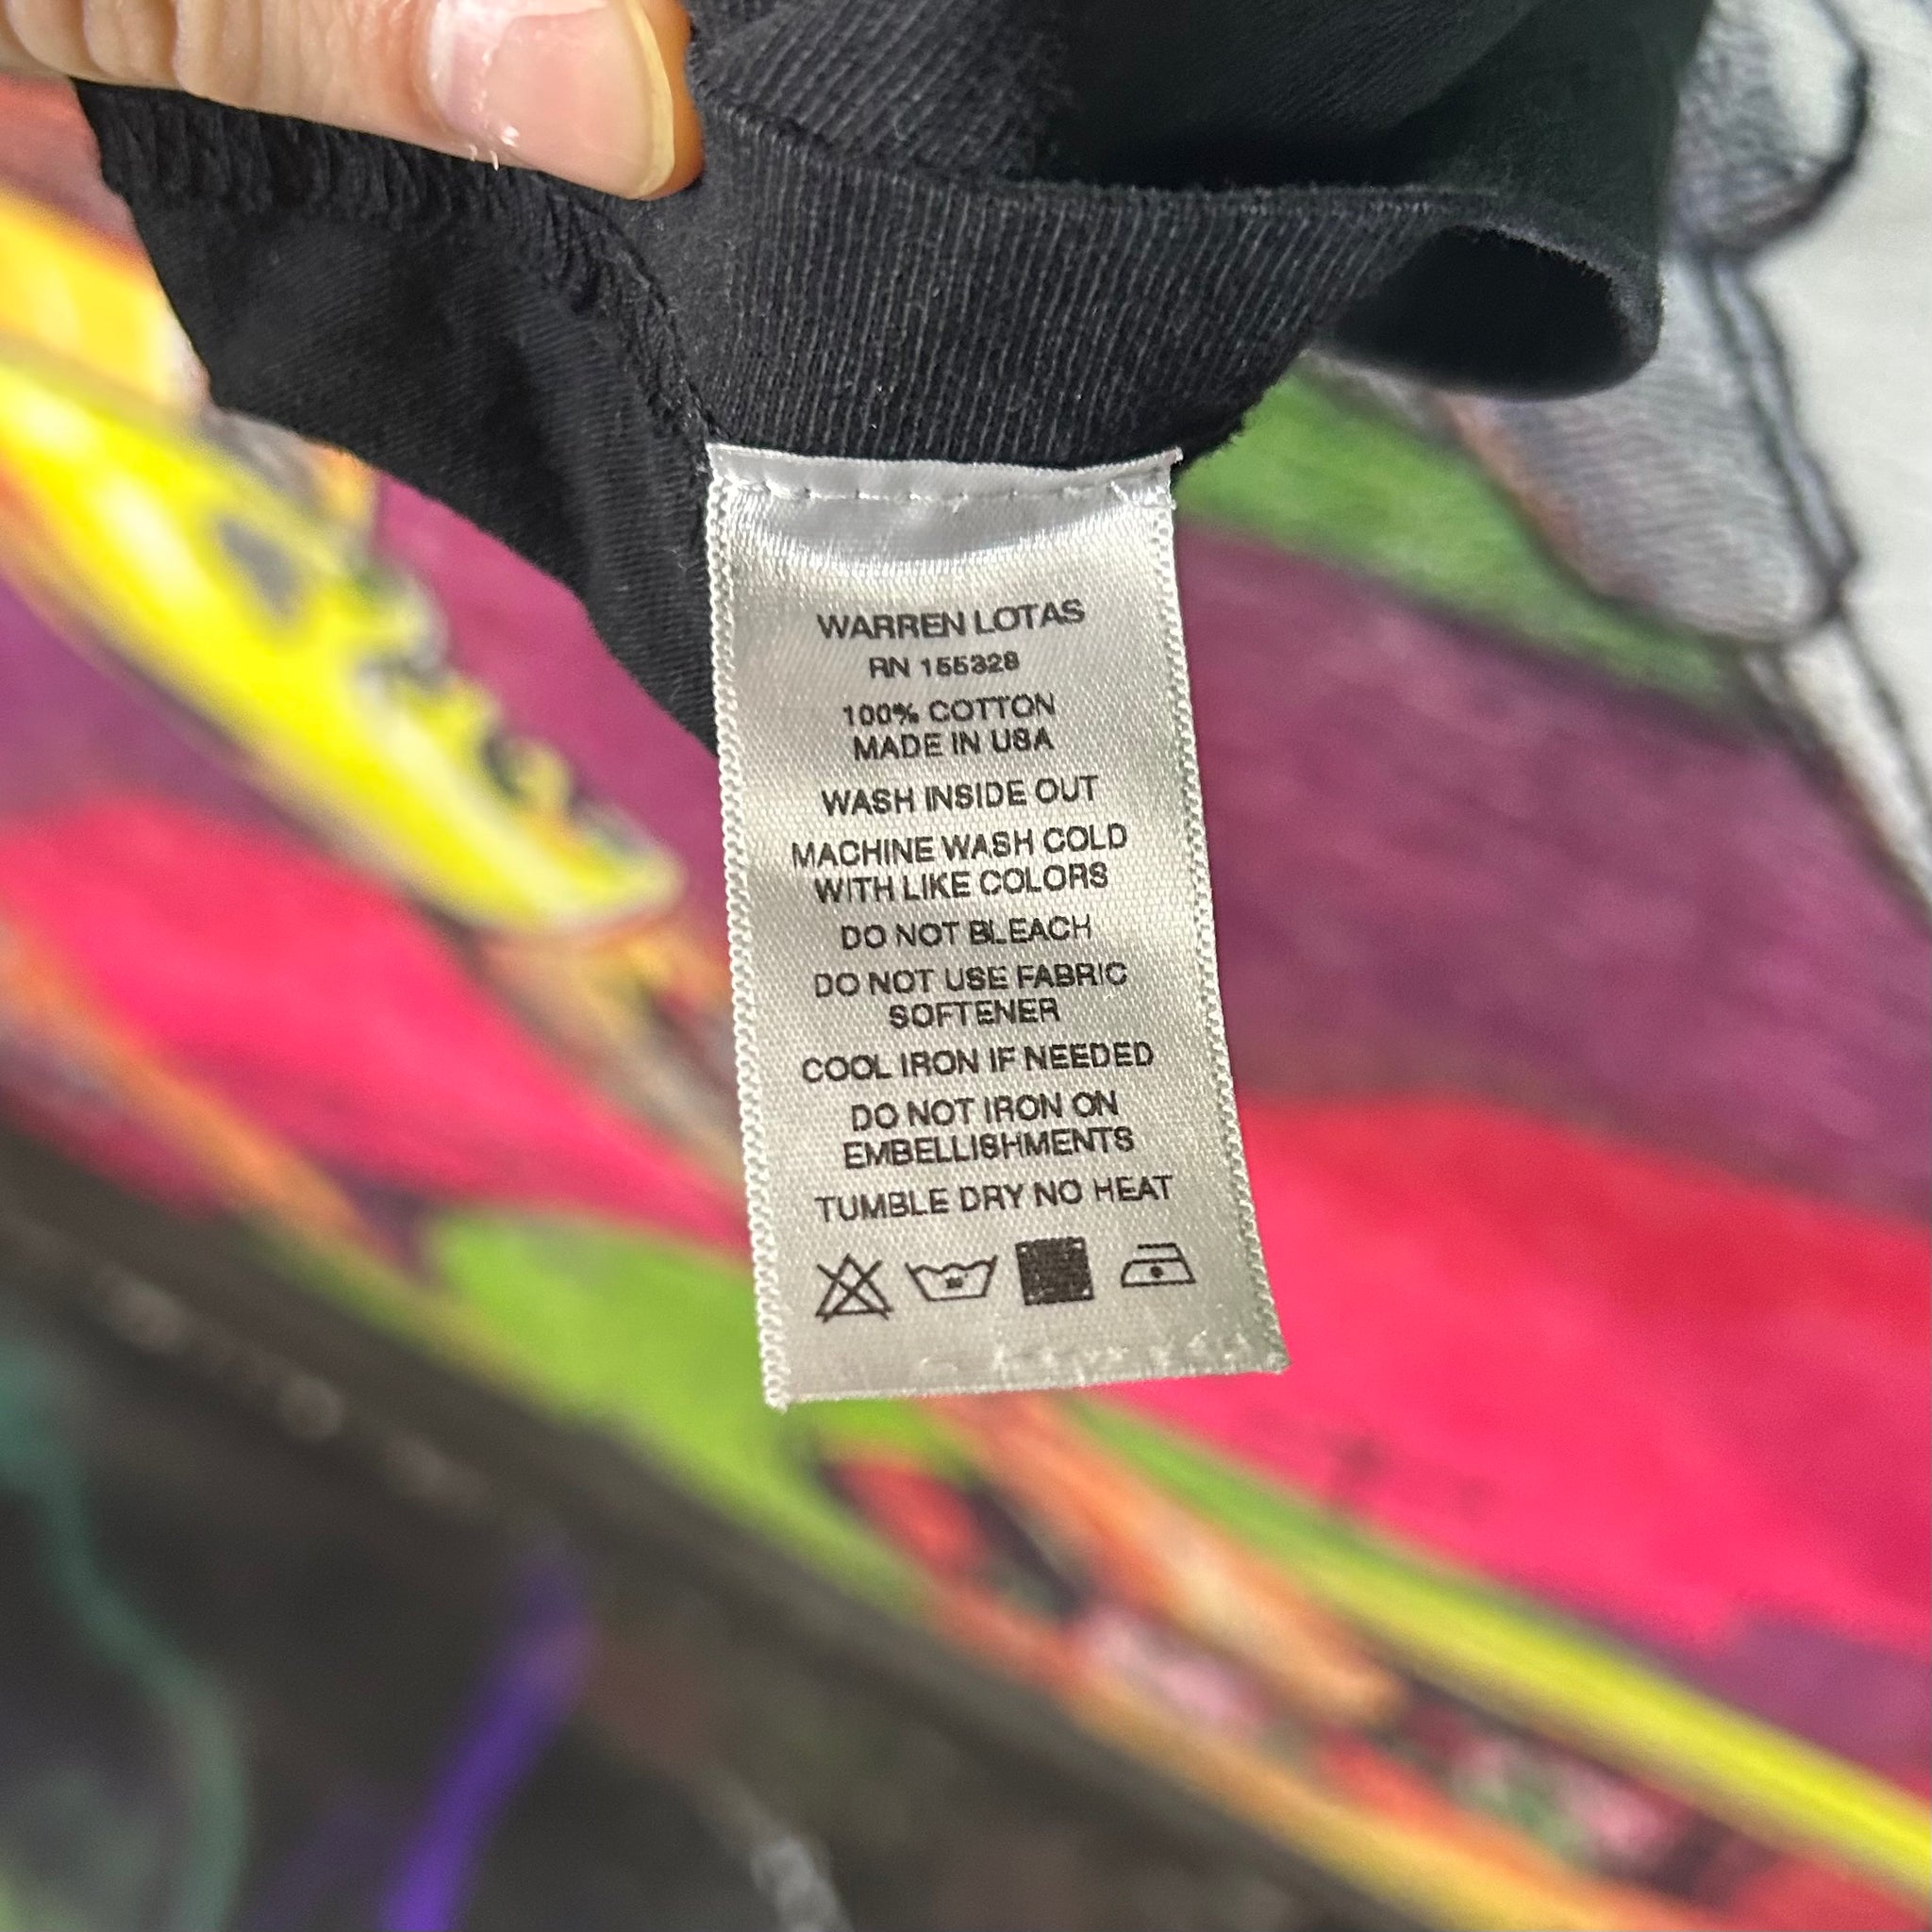 WARREN LOTAS
RN 155328
100% COTTON
MADE IN USA
WASH INSIDE OUT
MACHINE WASH COLD
WITH LIKE COLORS
DO NOT BLEACH
DO NOT USE FABRIC
SOFTENER
COOL IRON IF NEEDED
DO NOT IRON ON
EMBELLISHMENTS
TUMBLE DRY NO HEAT